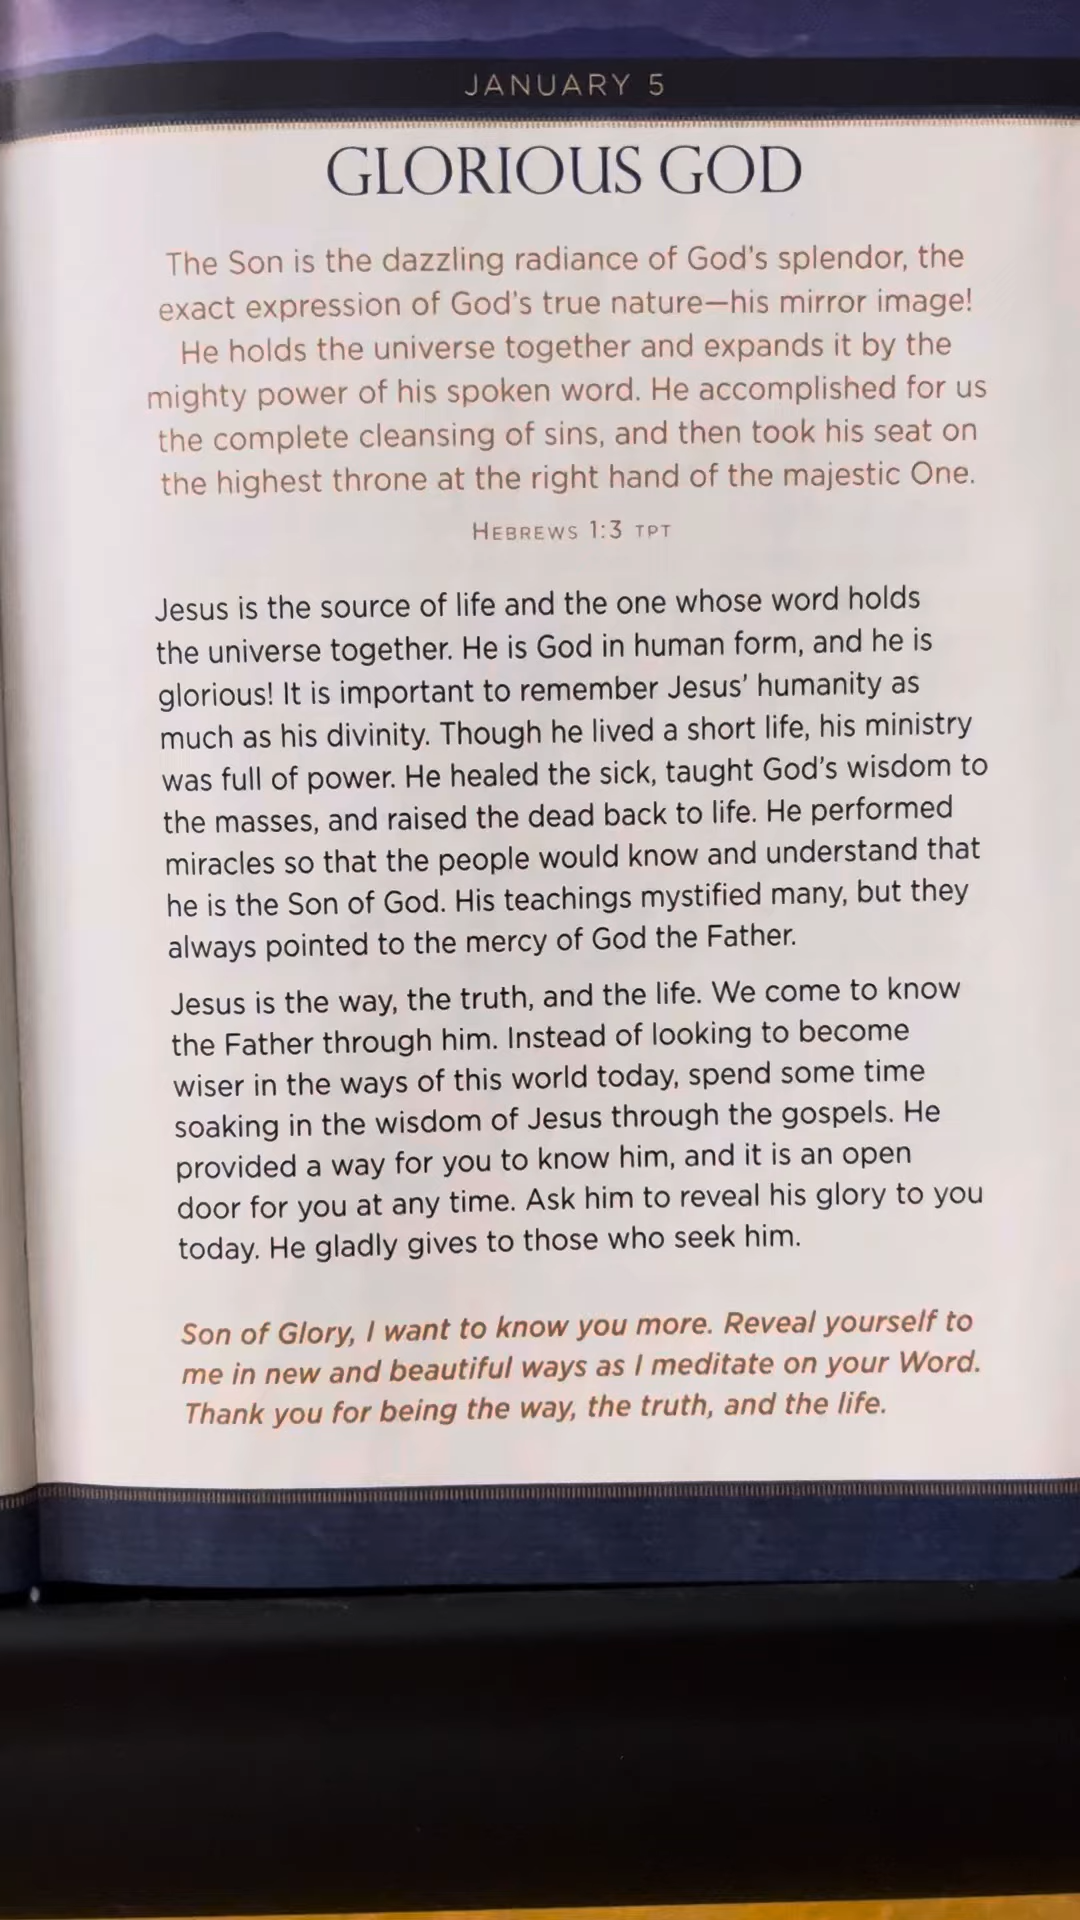 JANUARY 5
GLORIOUS GOD
The Son is the dazzling radiance of God's splendor, the
exact expression of God's true nature—his mirror image!
He holds the universe together and expands it by the
mighty power of his spoken word. He accomplished for us
the complete cleansing of sins, and then took his seat on
the highest throne at the right hand of the majestic One.
HEBREWS 1:3 TPT
Jesus is the source of life and the one whose word holds
the universe together. He is God in human form, and he is
glorious! It is important to remember Jesus' humanity as
much as his divinity. Though he lived a short life, his ministry
was full of power. He healed the sick, taught God's wisdom to
the masses, and raised the dead back to life. He performed
miracles so that the people would know and understand that
he is the Son of God. His teachings mystified many, but they
always pointed to the mercy of God the Father.
Jesus is the way, the truth, and the life. We come to know
the Father through him. Instead of looking to become
wiser in the ways of this world today, spend some time
soaking in the wisdom of Jesus through the gospels. He
provided a way for you to know him, and it is an open
door for you at any time. Ask him to reveal his glory to you
today. He gladly gives to those who seek him.
Son of Glory, I want to know you more. Reveal yourself to
me in new and beautiful ways as I meditate on your Word.
Thank you for being the way, the truth, and the life.